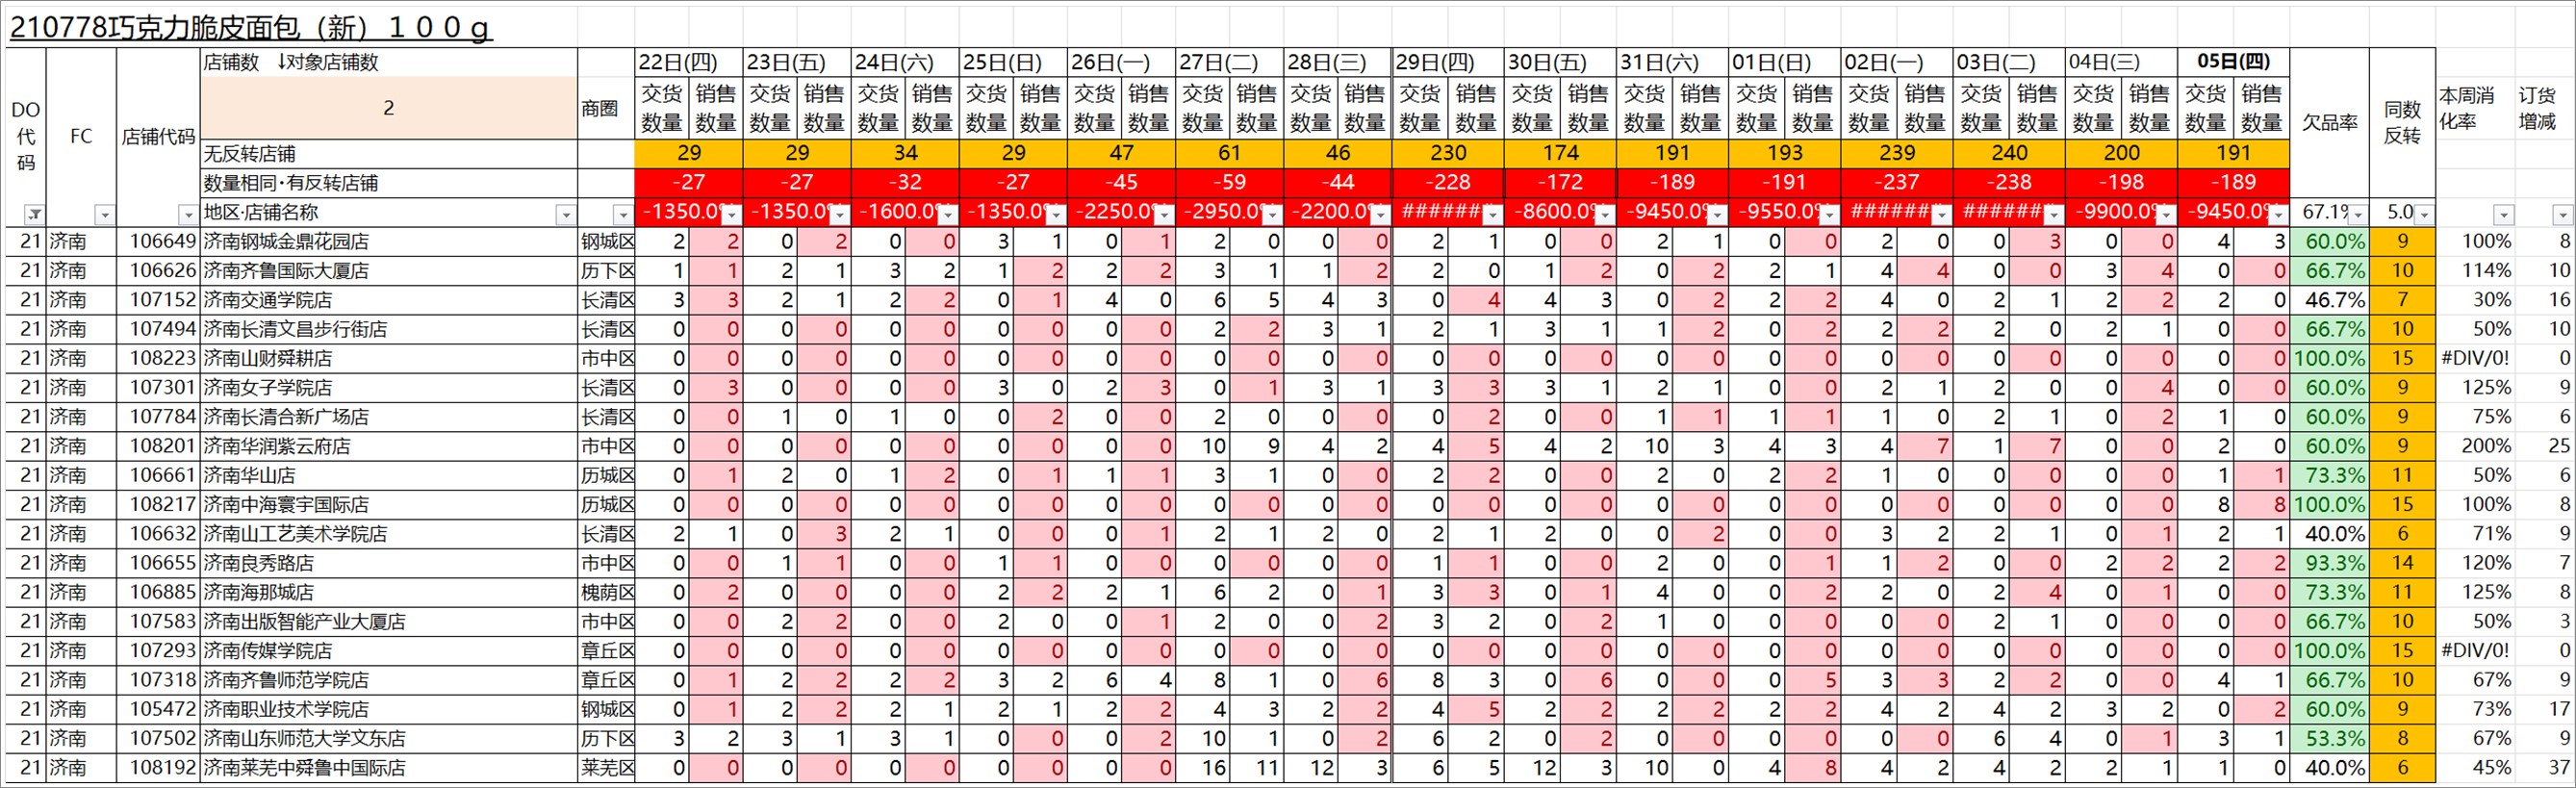 210778巧克力脆皮面包（新）１００g
店铺数 ↓对象店铺数 22日(四) 23日(五) 24日(六) 25日(日) 26日(一) 27日(二) 28日(三) 29日(四) 30日(五) 31日(六) 01日(日) 02日(一) 03日(二) 04日(三) 05日(四)
DO代码 FC 店铺代码 2 商圈 交货数量 销售数量 交货数量 销售数量 交货数量 销售数量 交货数量 销售数量 交货数量 销售数量 交货数量 销售数量 交货数量 销售数量 交货数量 销售数量 交货数量 销售数量 交货数量 销售数量 交货数量 销售数量 交货数量 销售数量 交货数量 销售数量 交货数量 销售数量 交货数量 销售数量 欠品率 同数反转 本周消化率 订货增减
无反转店铺 29 29 34 29 47 61 46 230 174 191 193 239 240 200 191
数量相同·有反转店铺 -27 -27 -32 -27 -45 -59 -44 -228 -172 -189 -191 -237 -238 -198 -189
地区·店铺名称 -1350.0% -1350.0% -1600.0% -1350.0% -2250.0% -2950.0% -2200.0% ###### -8600.0% -9450.0% -9550.0% ###### ###### -9900.0% -9450.0% 67.1% 5.0
21 济南 106649 济南钢城金鼎花园店 钢城区 2 2 0 2 0 0 3 1 0 1 2 0 0 0 2 1 0 0 2 1 0 0 2 0 0 3 0 0 4 3 60.0% 9 100% 8
21 济南 106626 济南齐鲁国际大厦店 历下区 1 1 2 1 3 2 1 2 2 2 3 1 1 2 2 0 1 2 0 2 2 1 4 4 0 0 3 4 0 0 66.7% 10 114% 10
21 济南 107152 济南交通学院店 长清区 3 3 2 1 2 2 0 1 4 0 6 5 4 3 0 4 4 3 0 2 2 2 4 0 2 1 2 2 2 0 46.7% 7 30% 16
21 济南 107494 济南长清文昌步行街店 长清区 0 0 0 0 0 0 0 0 0 0 2 2 3 1 2 1 3 1 1 2 0 2 2 2 2 0 2 1 0 0 66.7% 10 50% 10
21 济南 108223 济南山财舜耕店 市中区 0 0 0 0 0 0 0 0 0 0 0 0 0 0 0 0 0 0 0 0 0 0 0 0 0 0 0 0 0 0 100.0% 15 #DIV/0! 0
21 济南 107301 济南女子学院店 长清区 0 3 0 0 0 0 3 0 2 3 0 1 3 1 3 3 3 1 2 1 0 0 2 1 2 0 0 4 0 0 60.0% 9 125% 9
21 济南 107784 济南长清合新广场店 长清区 0 0 1 0 1 0 0 2 0 0 2 0 0 0 0 2 0 0 1 1 1 1 1 0 2 1 0 2 1 0 60.0% 9 75% 6
21 济南 108201 济南华润紫云府店 市中区 0 0 0 0 0 0 0 0 0 0 10 9 4 2 4 5 4 2 10 3 4 3 4 7 1 7 0 0 2 0 60.0% 9 200% 25
21 济南 106661 济南华山店 历城区 0 1 2 0 1 2 0 1 1 1 3 1 0 0 2 2 0 0 2 0 2 2 1 0 0 0 0 0 1 1 73.3% 11 50% 6
21 济南 108217 济南中海寰宇国际店 历城区 0 0 0 0 0 0 0 0 0 0 0 0 0 0 0 0 0 0 0 0 0 0 0 0 0 0 0 0 8 8 100.0% 15 100% 8
21 济南 106632 济南山工艺美术学院店 长清区 2 1 0 3 2 1 0 0 0 1 2 1 2 0 2 1 2 0 0 2 0 0 3 2 2 1 0 1 2 1 40.0% 6 71% 9
21 济南 106655 济南良秀路店 市中区 0 0 1 1 0 0 1 1 0 0 0 0 0 0 1 1 0 0 2 0 0 1 1 2 0 0 2 2 2 2 93.3% 14 120% 7
21 济南 106885 济南海那城店 槐荫区 0 2 0 0 0 0 2 2 2 1 6 2 0 1 3 3 0 1 4 0 0 2 2 0 2 4 0 1 0 0 73.3% 11 125% 8
21 济南 107583 济南出版智能产业大厦店 市中区 0 0 2 2 0 0 2 0 0 1 2 0 0 2 3 2 0 2 1 0 0 0 0 0 2 1 0 0 0 0 66.7% 10 50% 3
21 济南 107293 济南传媒学院店 章丘区 0 0 0 0 0 0 0 0 0 0 0 0 0 0 0 0 0 0 0 0 0 0 0 0 0 0 0 0 0 0 100.0% 15 #DIV/0! 0
21 济南 107318 济南齐鲁师范学院店 章丘区 0 1 2 2 2 2 3 2 6 4 8 1 0 6 8 3 0 6 0 0 0 5 3 3 2 2 0 0 4 1 66.7% 10 67% 9
21 济南 105472 济南职业技术学院店 钢城区 0 1 2 2 2 1 2 1 2 2 4 3 2 2 4 5 2 2 2 2 2 2 4 2 4 2 3 2 0 2 60.0% 9 73% 17
21 济南 107502 济南山东师范大学文东店 历下区 3 2 3 1 3 1 0 0 0 2 10 1 0 2 6 2 0 2 0 0 0 0 0 0 6 4 0 1 3 1 53.3% 8 67% 9
21 济南 108192 济南莱芜中舜鲁中国际店 莱芜区 0 0 0 0 0 0 0 0 0 0 16 11 12 3 6 5 12 3 10 0 4 8 4 2 4 2 2 1 1 0 40.0% 6 45% 37